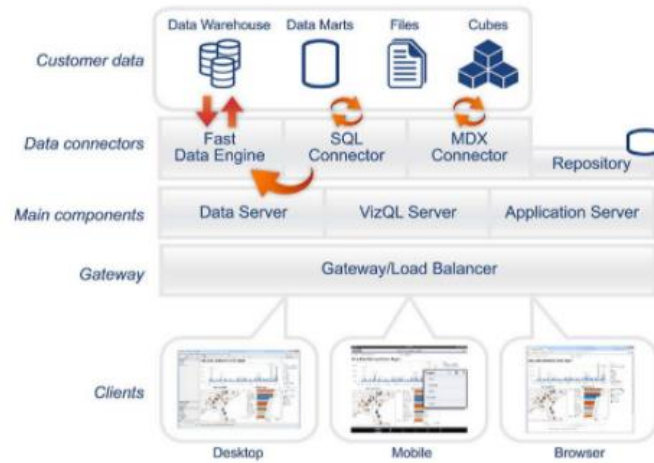 Data Warehouse Data Marts Files Cubes
Customer data
Data connectors
Fast
Data Engine
SQL
Connector
MDX
Connector
Repository
Main components
Data Server VizQL Server Application Server
Gateway
Gateway/Load Balancer
Clients
Desktop Mobile Browser